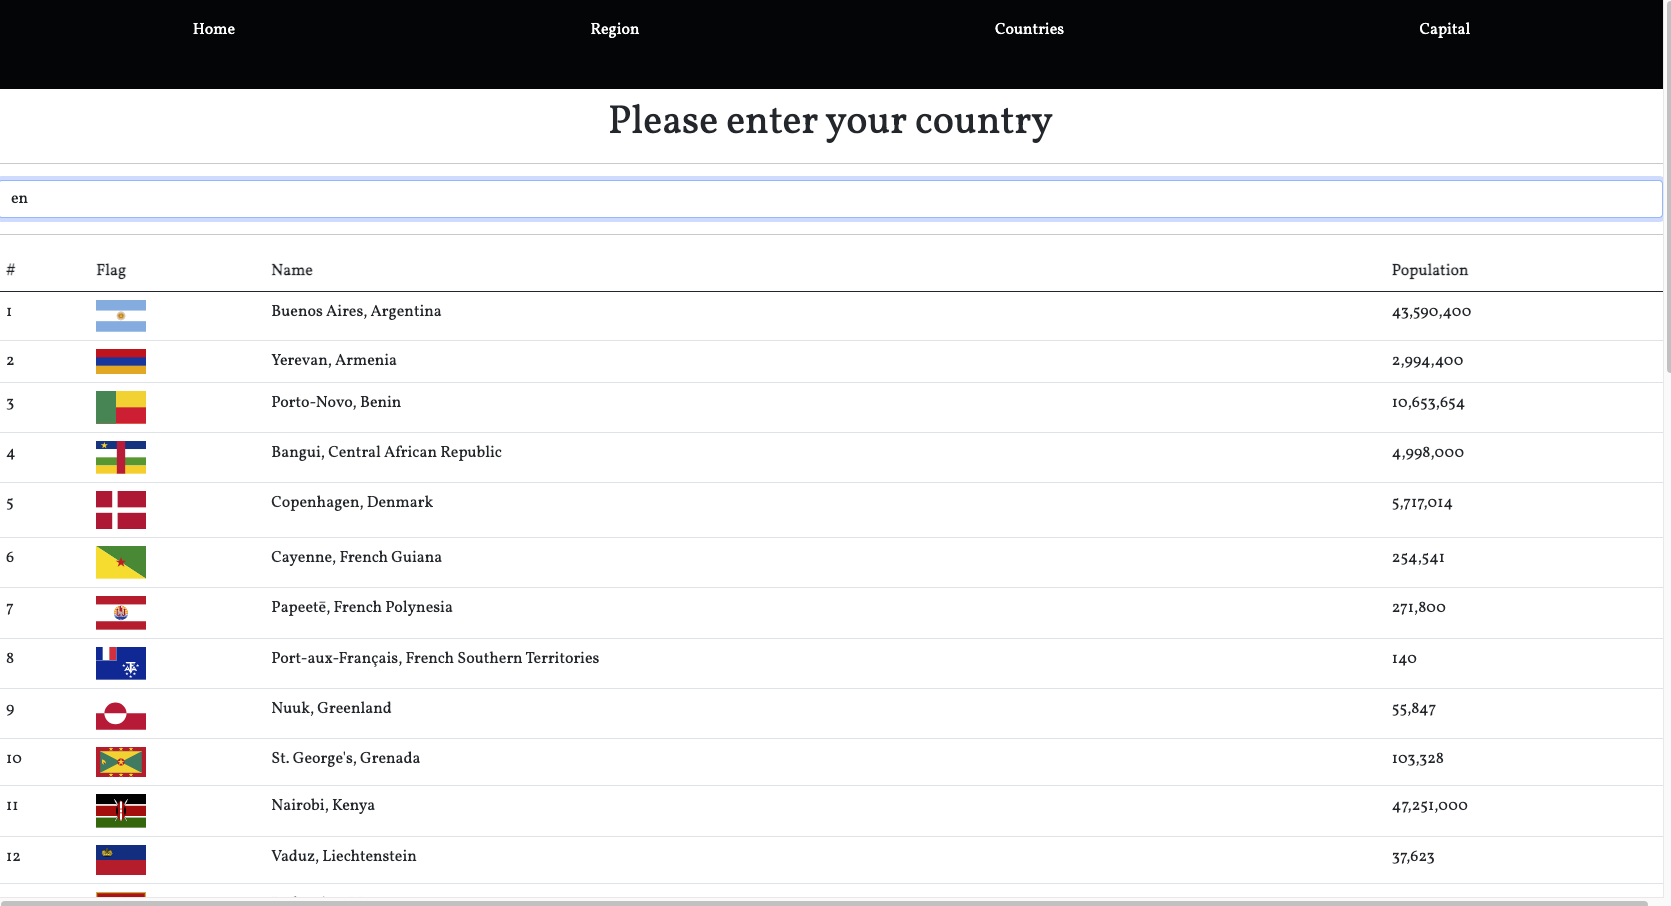 Home Region Countries Capital
Please enter your country
en
# Flag Name Population
1 Buenos Aires, Argentina 43,590,400
2 Yerevan, Armenia 2,994,400
3 Porto-Novo, Benin 10,653,654
4 Bangui, Central African Republic 4,998,000
5 Copenhagen, Denmark 5,717,014
6 Cayenne, French Guiana 254,541
7 Papeetē, French Polynesia 271,800
8 Port-aux-Français, French Southern Territories 140
9 Nuuk, Greenland 55,847
10 St. George's, Grenada 103,328
11 Nairobi, Kenya 47,251,000
12 Vaduz, Liechtenstein 37,623